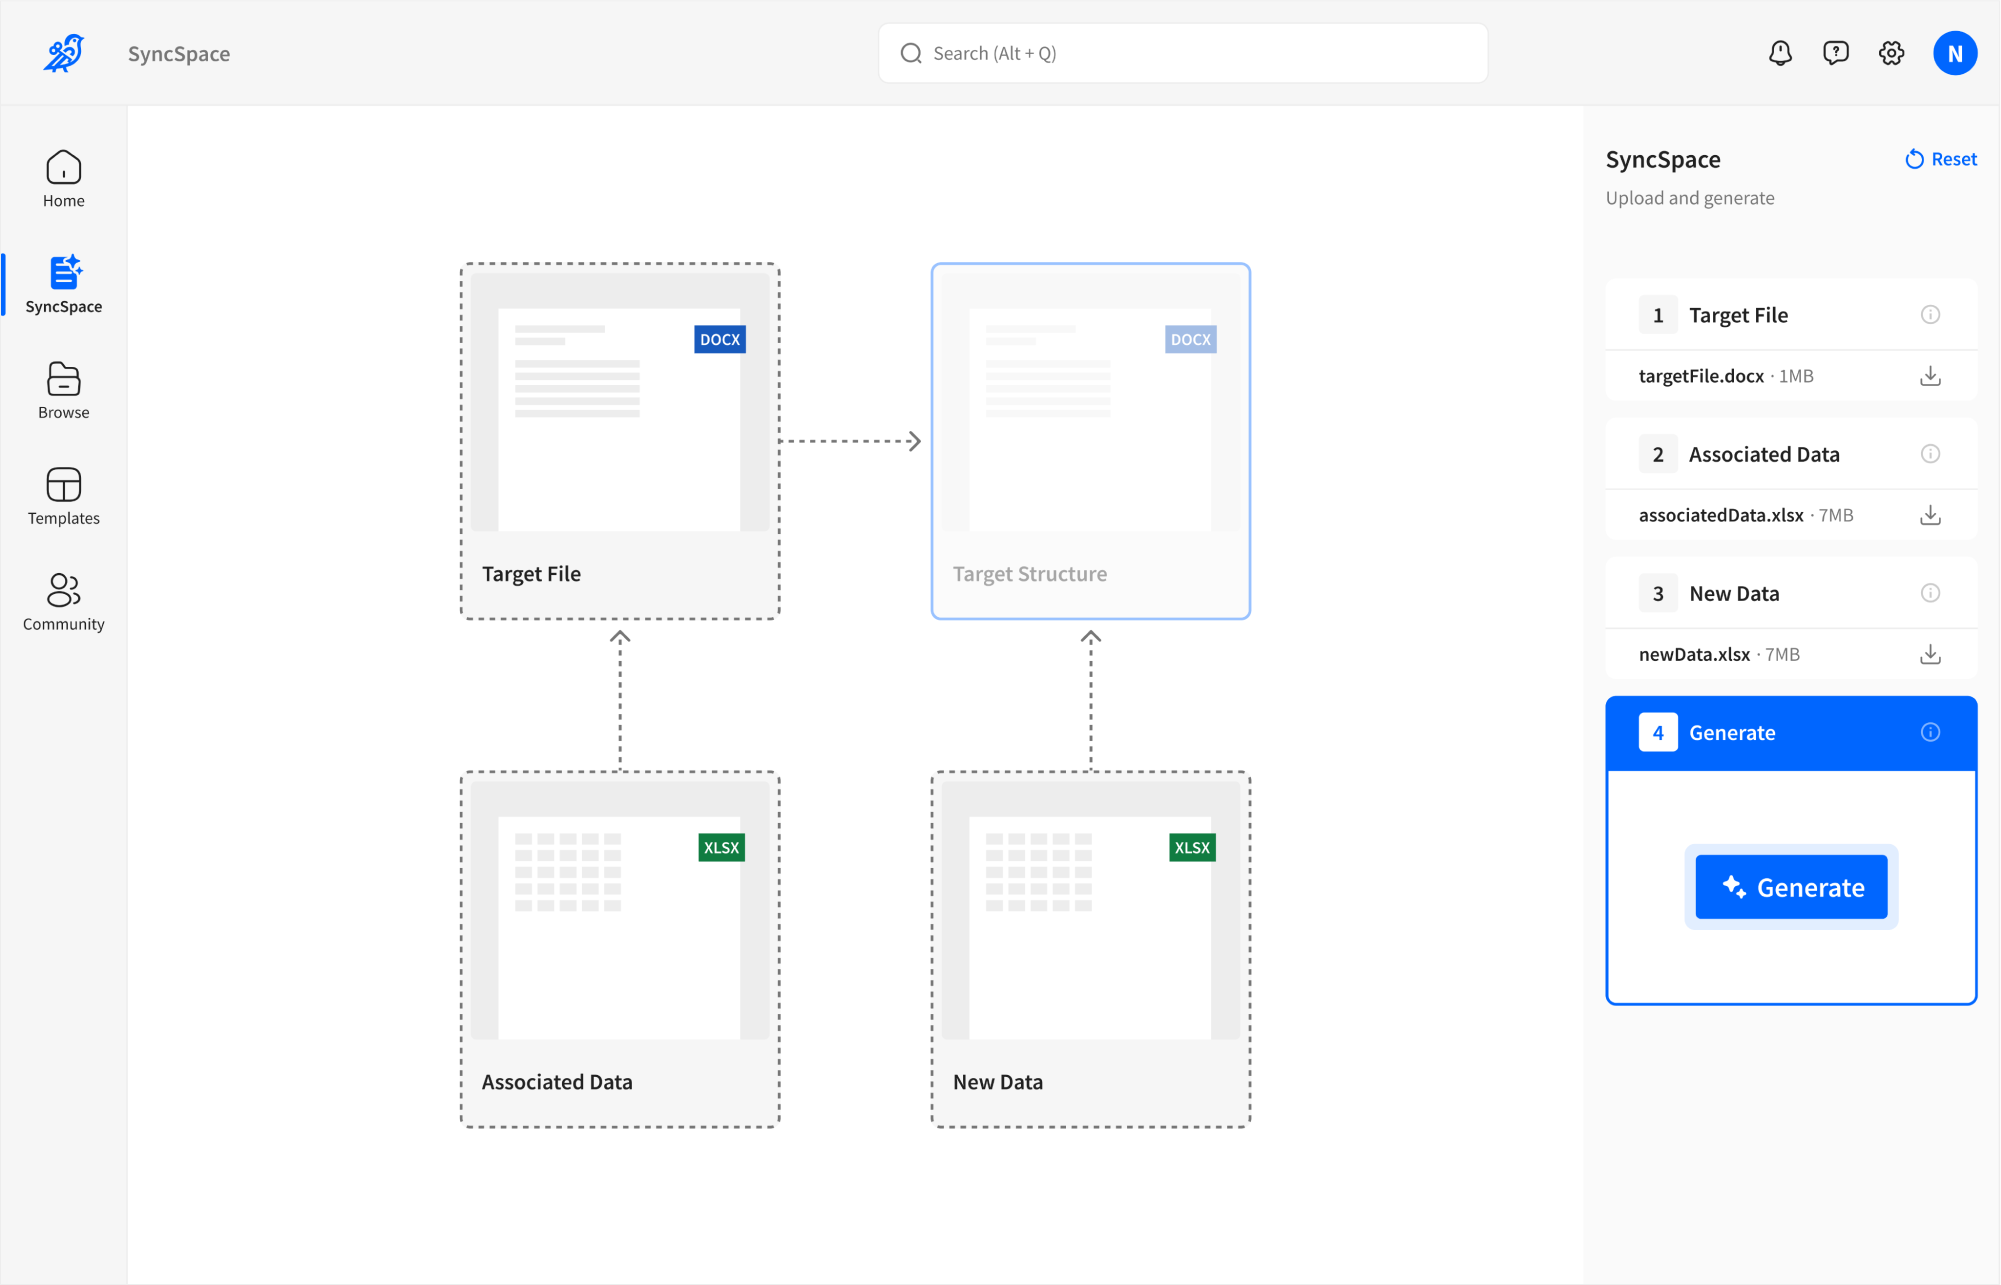 SyncSpace
Search (Alt + Q)
N
Home
SyncSpace
Browse
Templates
Community
DOCX
Target File
DOCX
Target Structure
XLSX
Associated Data
XLSX
New Data
SyncSpace
Reset
Upload and generate
1 Target File
targetFile.docx · 1MB
2 Associated Data
associatedData.xlsx · 7MB
3 New Data
newData.xlsx · 7MB
4 Generate
Generate